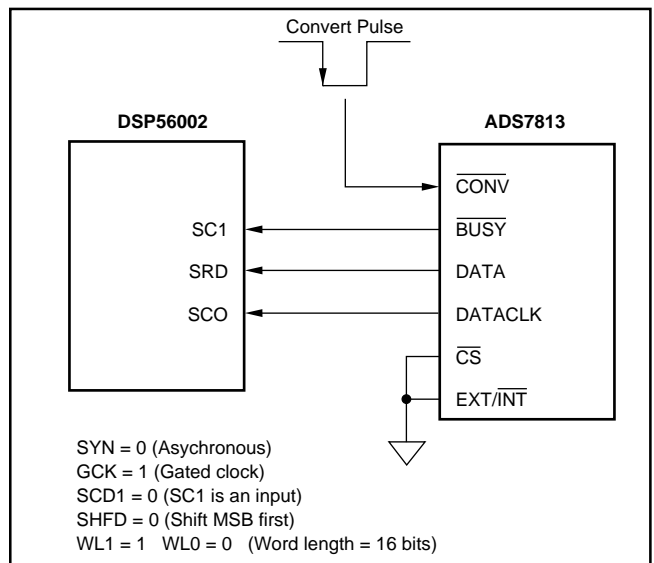 Convert Pulse
DSP56002
ADS7813
CONV
SC1
BUSY
SRD
DATA
SCO
DATACLK
CS
EXT/INT
SYN = 0 (Asychronous)
GCK = 1 (Gated clock)
SCD1 = 0 (SC1 is an input)
SHFD = 0 (Shift MSB first)
WL1 = 1 WL0 = 0 (Word length = 16 bits)